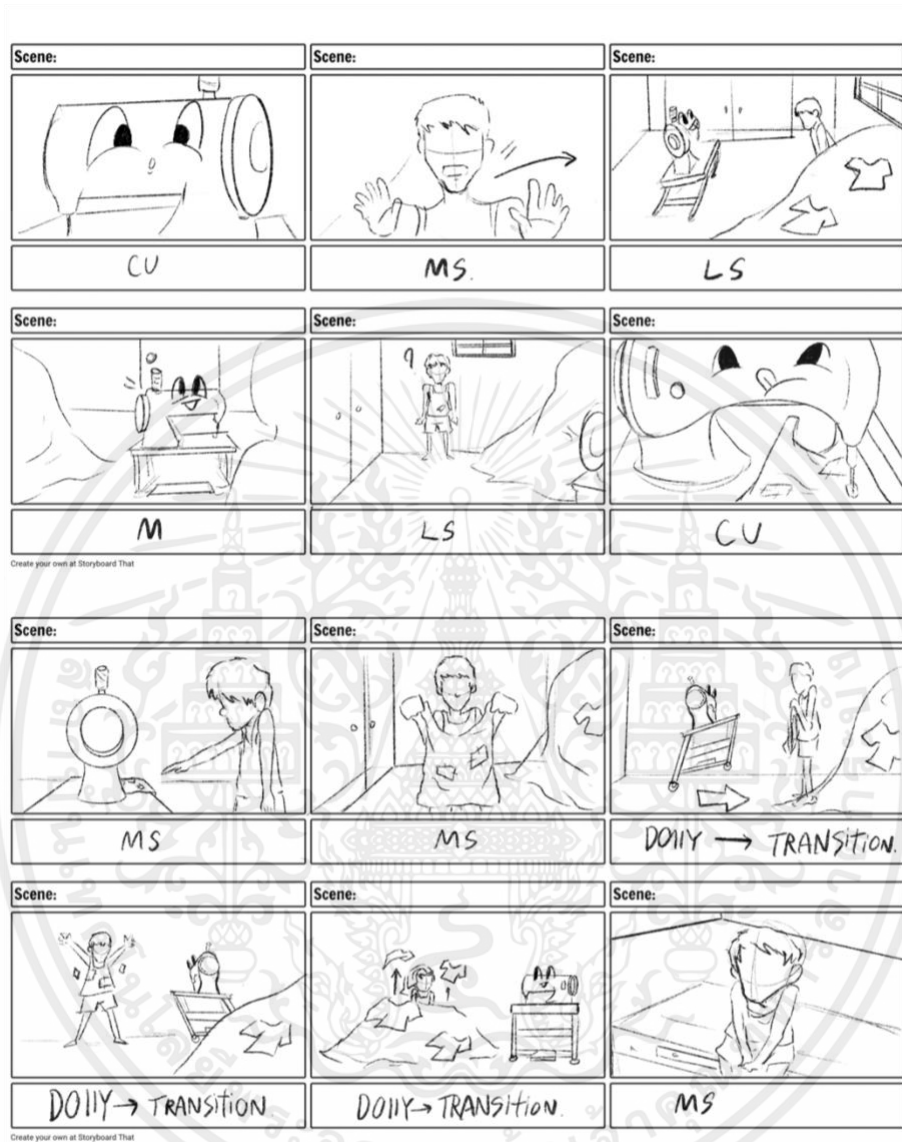 Scene: Scene: Scene:
CU MS. LS
Scene: Scene: Scene:
?
M LS CU
Create your own at Storyboard That
Scene: Scene: Scene:
MS MS DOllY → TRANSiTiON.
Scene: Scene: Scene:
DOllY → TRANSiTiON. DOllY → TRANSiTiON. MS
Create your own at Storyboard That